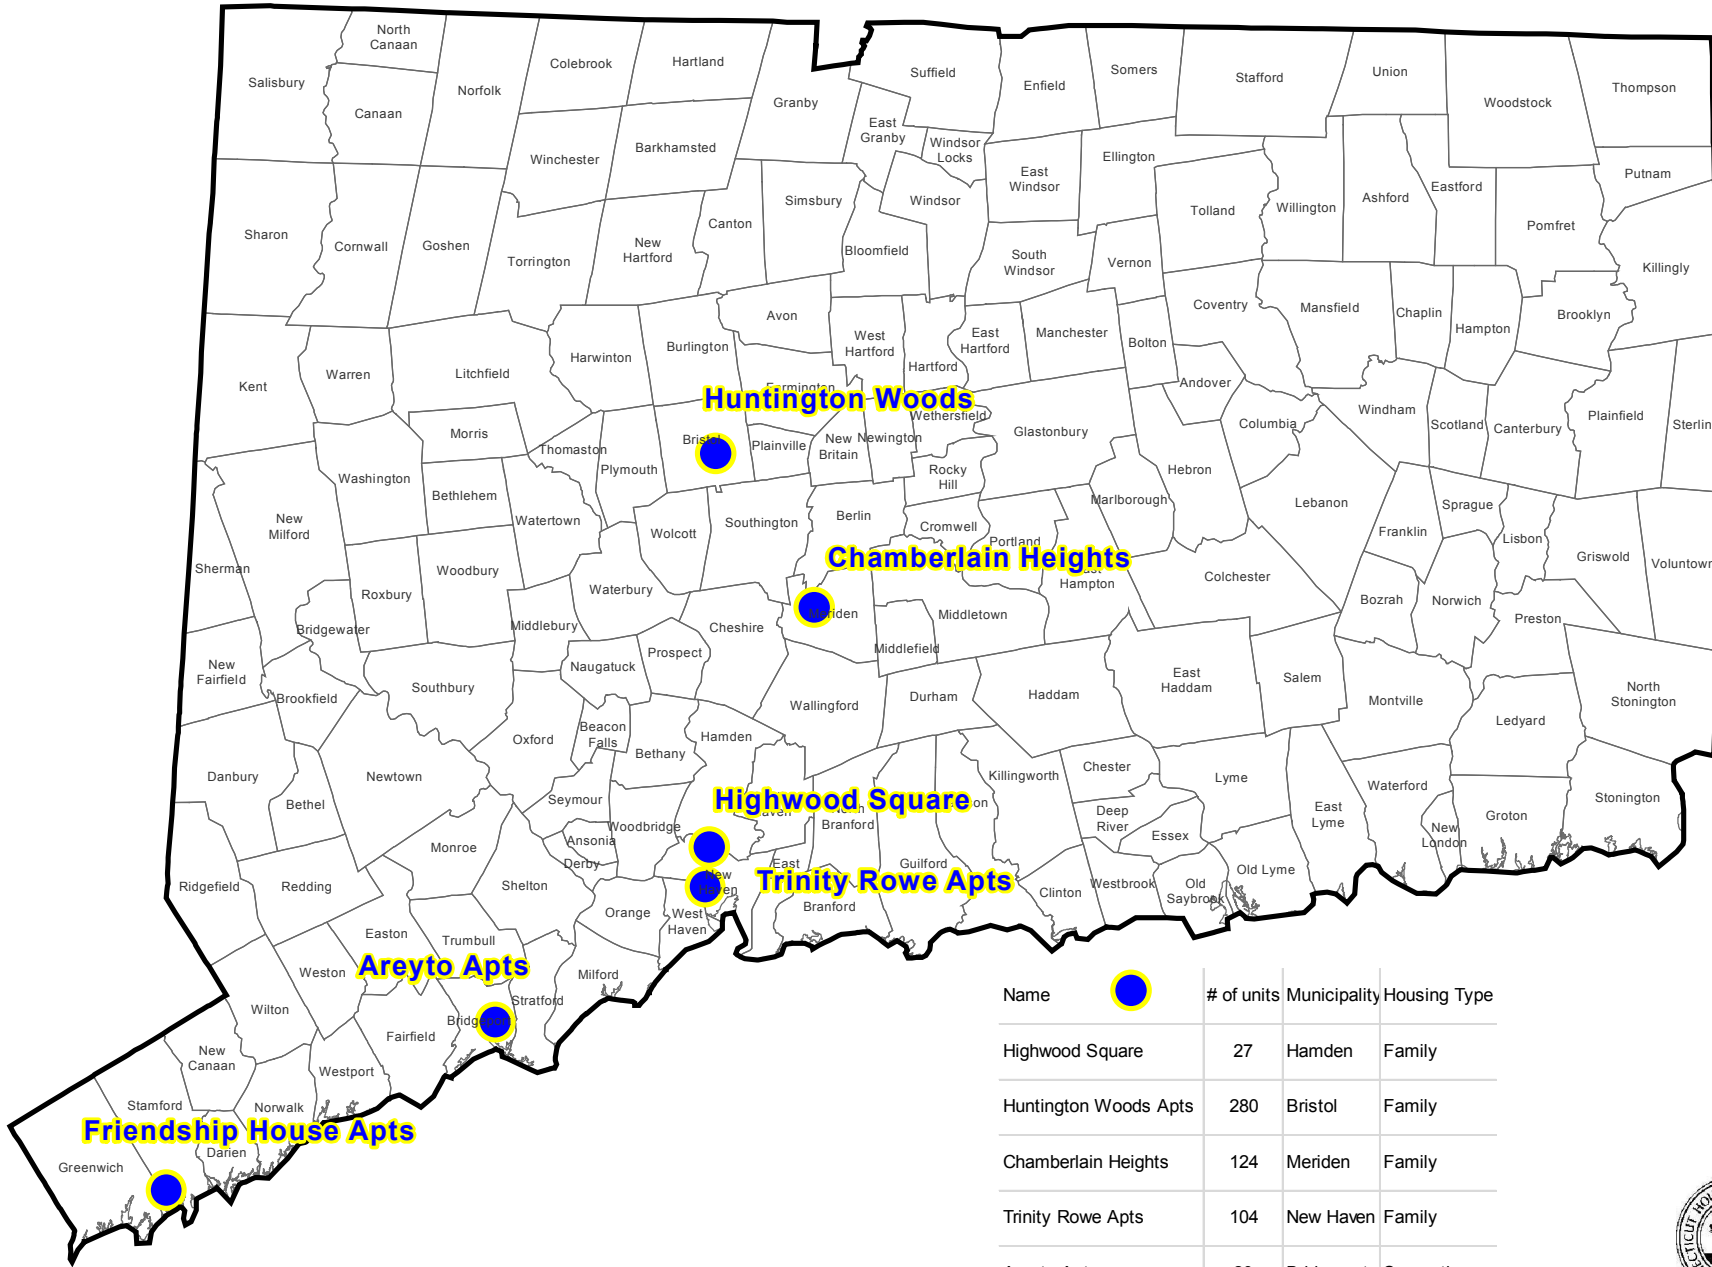 North
Canaan
Colebrook
Hartland
Suffield
Enfield
Somers
Stafford
Union
Woodstock
Thompson
Salisbury
Canaan
Norfolk
Granby
East
Granby
Windsor
Locks
Winchester
Barkhamsted
East
Windsor
Ellington
Putnam
Simsbury
Windsor
Tolland
Willington
Ashford
Eastford
Pomfret
Sharon
Cornwall
Goshen
Torrington
New
Hartford
Canton
Bloomfield
South
Windsor
Vernon
Killingly
Avon
West
Hartford
East
Hartford
Manchester
Bolton
Coventry
Mansfield
Chaplin
Hampton
Brooklyn
Kent
Warren
Litchfield
Harwinton
Burlington
Farmington
Hartford
Andover
Huntington Woods
Wethersfield
Morris
Thomaston
Plymouth
Bristol
Plainville
New
Britain
Newington
Rocky
Hill
Glastonbury
Hebron
Columbia
Windham
Scotland
Canterbury
Plainfield
Sterlin
Washington
Bethlehem
Watertown
Wolcott
Southington
Berlin
Cromwell
Portland
Marlborough
Lebanon
Franklin
Sprague
Lisbon
Griswold
Voluntown
New
Milford
Sherman
Woodbury
Roxbury
Waterbury
Chamberlain Heights
Hampton
Colchester
Bozrah
Norwich
Preston
Bridgewater
Middlebury
Cheshire
Meriden
Middletown
Middlefield
New
Fairfield
Brookfield
Southbury
Naugatuck
Prospect
Wallingford
Durham
Haddam
East
Haddam
Salem
Montville
Ledyard
North
Stonington
Danbury
Bethel
Newtown
Oxford
Beacon
Falls
Bethany
Hamden
Killingworth
Chester
Lyme
East
Lyme
Waterford
New
London
Groton
Stonington
Seymour
Ansonia
Derby
Woodbridge
Highwood Square
Branford
Deep
River
Essex
Ridgefield
Redding
Monroe
Shelton
New
Haven
East
Trinity Rowe Apts
Guilford
Clinton
Westbrook
Old
Saybrook
Old Lyme
Orange
West
Haven
Branford
Easton
Trumbull
Areyto Apts
Milford
Weston
Wilton
Stratford
Bridgeport
Fairfield
New
Canaan
Westport
Stamford
Norwalk
Friendship House Apts
Darien
Greenwich
Name # of units Municipality Housing Type
Highwood Square 27 Hamden Family
Huntington Woods Apts 280 Bristol Family
Chamberlain Heights 124 Meriden Family
Trinity Rowe Apts 104 New Haven Family